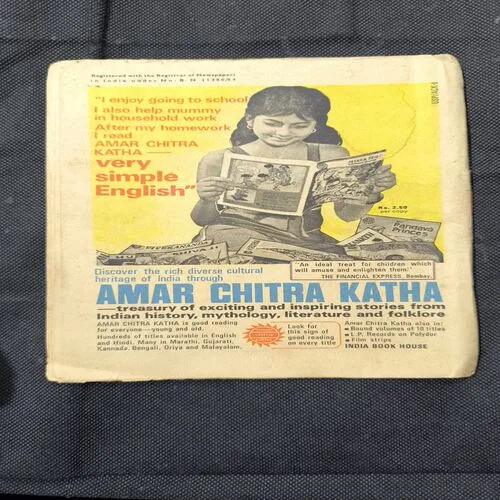 Registered with the Registrar of Newspapers
in India under No. R N
"I enjoy going to school
I also help mummy
in household work
After my homework
I read
AMAR CHITRA
KATHA —
very
simple
English"
Rs. 2.50
per copy
VIVEKANANDA
SHIVAJI
Pandava
Princes
"An ideal treat for children which
will amuse and enlighten them."
THE FINANCIAL EXPRESS, Bombay.
Discover the rich diverse cultural
heritage of India through
AMAR CHITRA KATHA
—treasury of exciting and inspiring stories from
Indian history, mythology, literature and folklore
AMAR CHITRA KATHA is good reading
for everyone—young and old.
Hundreds of titles available in English
and Hindi. Many in Marathi, Gujarati,
Kannada, Bengali, Oriya and Malayalam.
Look for
this sign of
good reading
on every title
Amar Chitra Katha also in:
• Bound volumes of 10 titles
• L.P. Records on Polydor
• Film strips
INDIA BOOK HOUSE